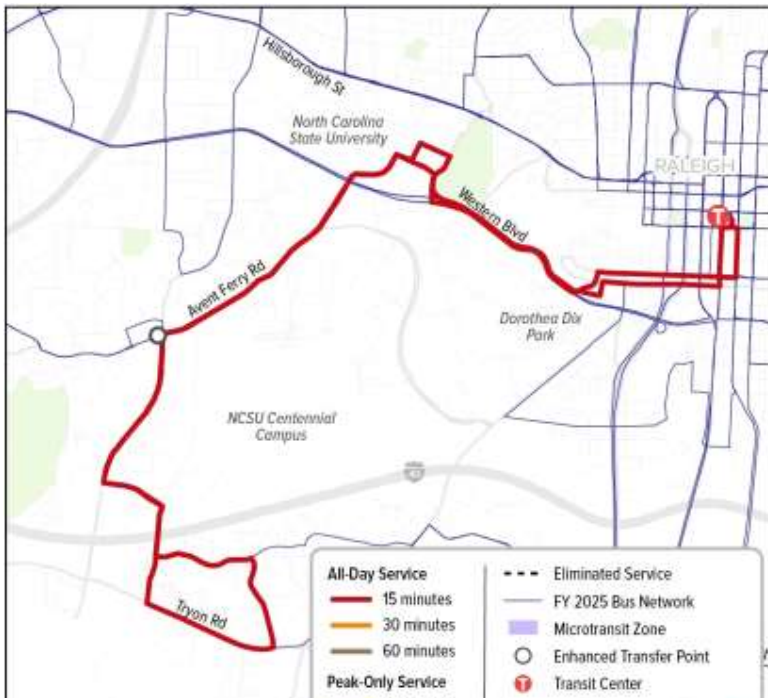 Hillsborough St
North Carolina
State University
RALEIGH
T
Western Blvd
Avent Ferry Rd
Dorothea Dix
Park
NCSU Centennial
Campus
40
Tryon Rd
All-Day Service
15 minutes
30 minutes
60 minutes
Peak-Only Service
Eliminated Service
FY 2025 Bus Network
Microtransit Zone
Enhanced Transfer Point
T Transit Center